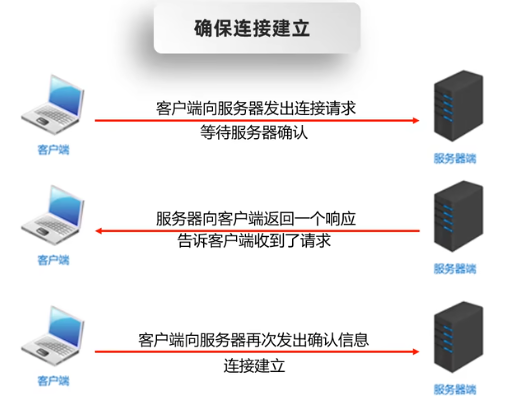 确保连接建立
客户端向服务器发出连接请求
等待服务器确认
客户端
服务器端
服务器向客户端返回一个响应
告诉客户端收到了请求
客户端
服务器端
客户端向服务器再次发出确认信息
连接建立
客户端
服务器端